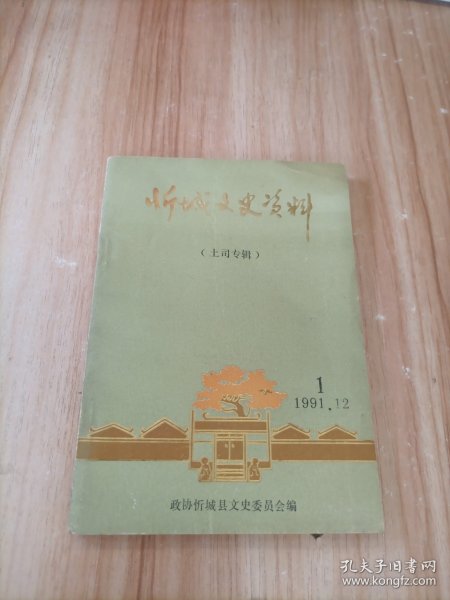 忻城文史资料
（土司专辑）
1
1991.12
政协忻城县文史委员会编
孔夫子旧书网
www.kongfz.com